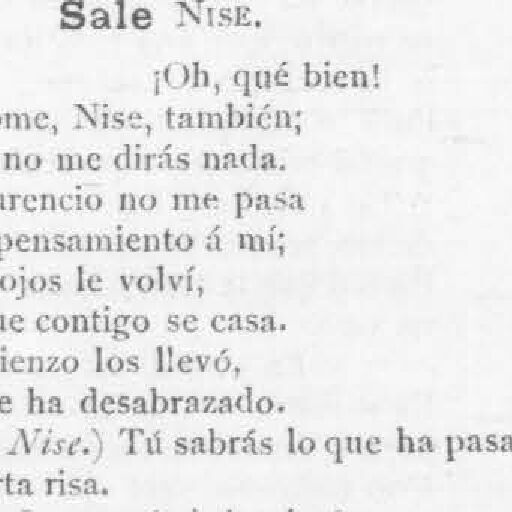 Sale NISE.
¡Oh, qué bien!
ome, Nise, también;
no me dirás nada.
urencio no me pasa
pensamiento á mí;
ojos le volví,
ue contigo se casa.
ienzo los llevó,
e ha desabrazado.
Nise.) Tú sabrás lo que ha pasa
rta risa.